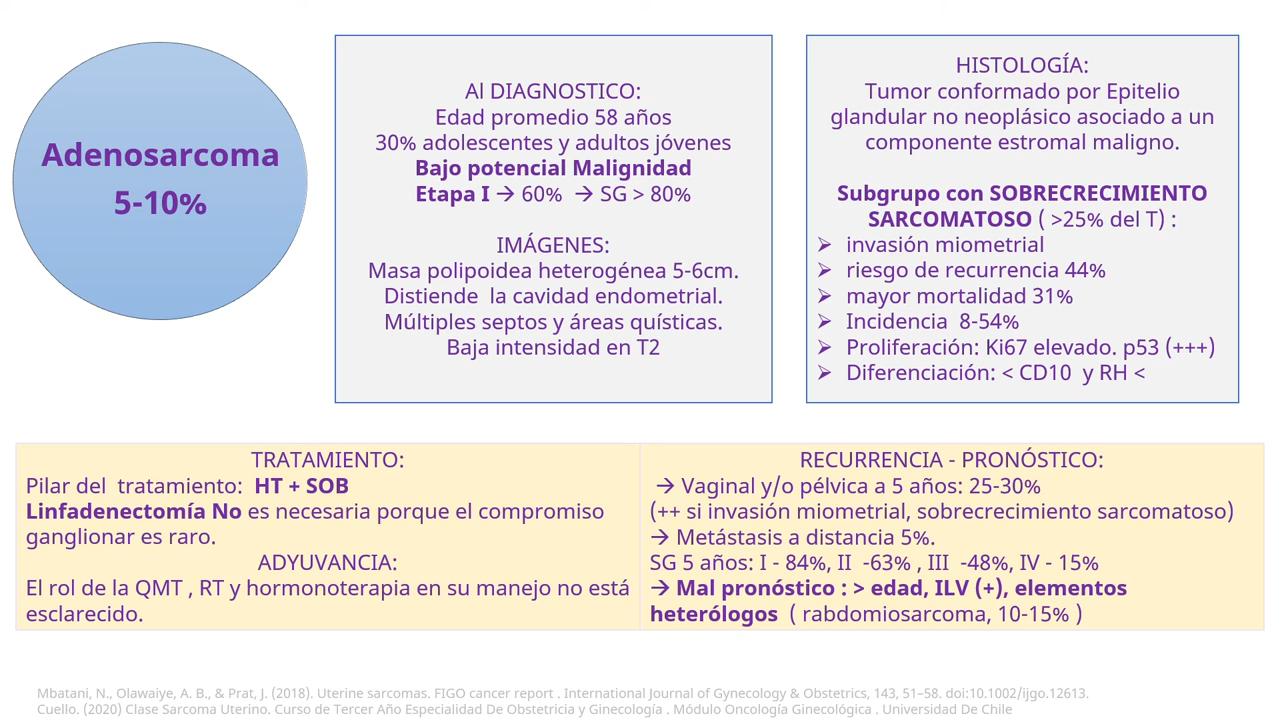 Adenosarcoma
5-10%
Al DIAGNOSTICO:
Edad promedio 58 años
30% adolescentes y adultos jóvenes
Bajo potencial Malignidad
Etapa I → 60% → SG > 80%
IMÁGENES:
Masa polipoidea heterogénea 5-6cm.
Distiende la cavidad endometrial.
Múltiples septos y áreas quísticas.
Baja intensidad en T2
HISTOLOGÍA:
Tumor conformado por Epitelio
glandular no neoplásico asociado a un
componente estromal maligno.
Subgrupo con SOBRECRECIMIENTO
SARCOMATOSO ( >25% del T) :
➢ invasión miometrial
➢ riesgo de recurrencia 44%
➢ mayor mortalidad 31%
➢ Incidencia 8-54%
➢ Proliferación: Ki67 elevado. p53 (+++)
➢ Diferenciación: < CD10 y RH <
TRATAMIENTO:
Pilar del tratamiento: HT + SOB
Linfadenectomía No es necesaria porque el compromiso
ganglionar es raro.
ADYUVANCIA:
El rol de la QMT , RT y hormonoterapia en su manejo no está
esclarecido.
RECURRENCIA - PRONÓSTICO:
→ Vaginal y/o pélvica a 5 años: 25-30%
(++ si invasión miometrial, sobrecrecimiento sarcomatoso)
→ Metástasis a distancia 5%.
SG 5 años: I - 84%, II -63% , III -48%, IV - 15%
→ Mal pronóstico : > edad, ILV (+), elementos
heterólogos ( rabdomiosarcoma, 10-15% )
Mbatani, N., Olawaiye, A. B., & Prat, J. (2018). Uterine sarcomas. FIGO cancer report . International Journal of Gynecology & Obstetrics, 143, 51–58. doi:10.1002/ijgo.12613.
Cuello. (2020) Clase Sarcoma Uterino. Curso de Tercer Año Especialidad De Obstetricia y Ginecología . Módulo Oncología Ginecológica . Universidad De Chile